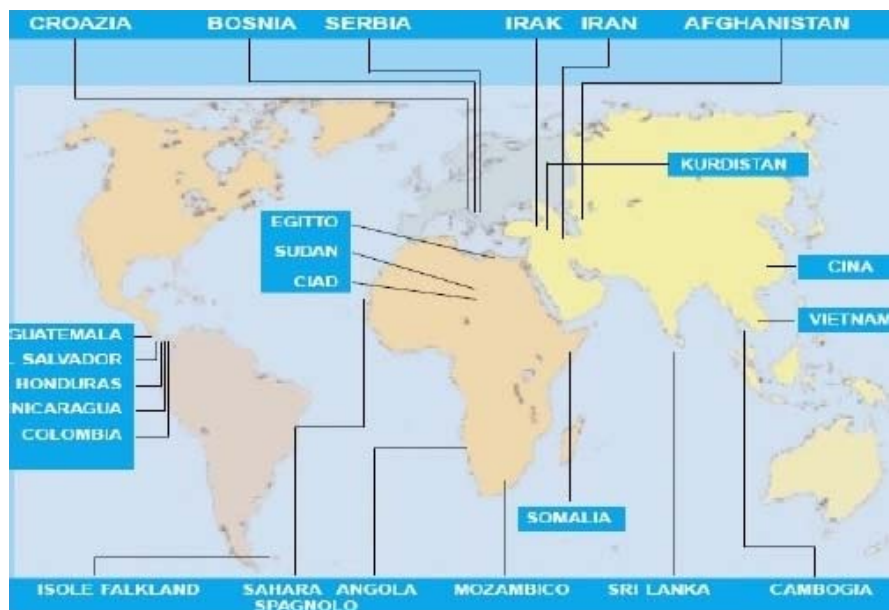 CROAZIA BOSNIA SERBIA IRAK IRAN AFGHANISTAN
KURDISTAN
EGITTO
SUDAN
CIAD
CINA
VIETNAM
GUATEMALA
L SALVADOR
HONDURAS
NICARAGUA
COLOMBIA
SOMALIA
ISOLE FALKLAND SAHARA ANGOLA MOZAMBICO SRI LANKA CAMBOGIA
SPAGNOLO